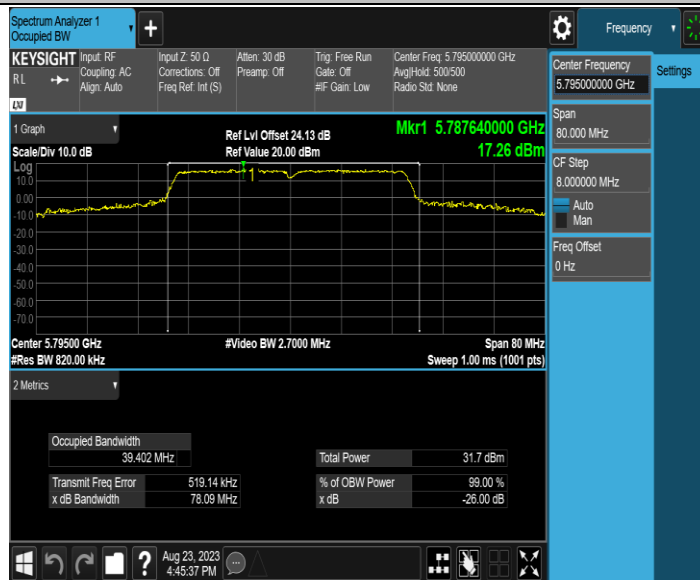 Spectrum Analyzer 1
Occupied BW
+
Frequency
KEYSIGHT
RL
LXI
Input: RF
Coupling: AC
Align: Auto
Input Z: 50 Ω
Corrections: Off
Freq Ref: Int (S)
Atten: 30 dB
Preamp: Off
Trig: Free Run
Gate: Off
#IF Gain: Low
Center Freq: 5.795000000 GHz
Avg|Hold: 500/500
Radio Std: None
Center Frequency
5.795000000 GHz
Settings
Span
80.000 MHz
CF Step
8.000000 MHz
Auto
Man
Freq Offset
0 Hz
1 Graph
Scale/Div 10.0 dB
Ref Lvl Offset 24.13 dB
Ref Value 20.00 dBm
Mkr1 5.787640000 GHz
17.26 dBm
Log
10.0
0.00
-10.0
-20.0
-30.0
-40.0
-50.0
-60.0
-70.0
1
Center 5.79500 GHz
#Video BW 2.7000 MHz
Span 80 MHz
#Res BW 820.00 kHz
Sweep 1.00 ms (1001 pts)
2 Metrics
Occupied Bandwidth
39.402 MHz
Total Power 31.7 dBm
Transmit Freq Error 519.14 kHz
% of OBW Power 99.00 %
x dB Bandwidth 78.09 MHz
x dB -26.00 dB
?
Aug 23, 2023
4:45:37 PM